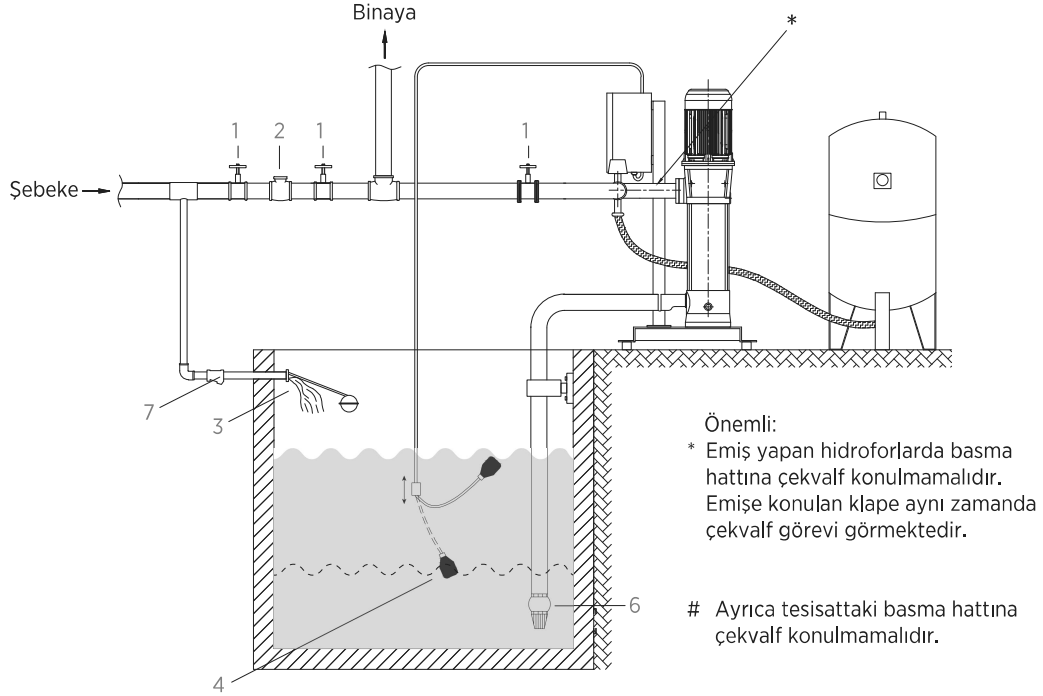 Binaya
*
1
2
1
1
Şebeke
7
3
Önemli:
* Emiş yapan hidroforlarda basma
hattına çekvalf konulmamalıdır.
Emişe konulan klape aynı zamanda
çekvalf görevi görmektedir.
6
# Ayrıca tesisattaki basma hattına
çekvalf konulmamalıdır.
4